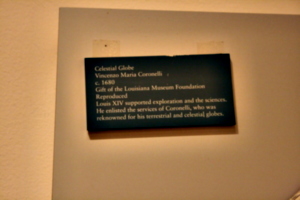 Celestial Globe
Vincenzo Maria Coronelli
c. 1680
Gift of the Louisiana Museum Foundation
Reproduced
Louis XIV supported exploration and the sciences.
He enlisted the services of Coronelli, who was
reknowned for his terrestrial and celestial globes.